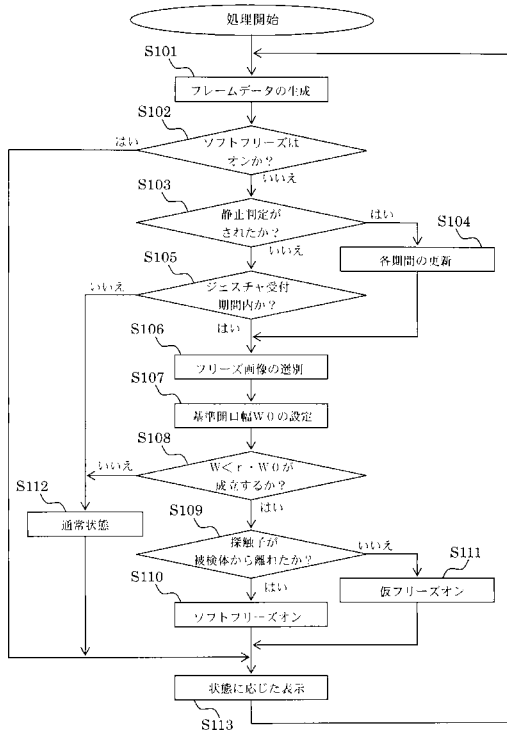 処理開始
S101
フレームデータの生成
S102
ソフトフリーズは
オンか？
はい
いいえ
S103
静止判定が
されたか？
はい
いいえ
S104
各期間の更新
S105
ジェスチャ受付
期間内か？
いいえ
はい
S106
フリーズ画像の選別
S107
基準開口幅W0の設定
S108
W＜r・W0が
成立するか？
いいえ
はい
S112
通常状態
S109
探触子が
被検体から離れたか？
いいえ
はい
S111
仮フリーズオン
S110
ソフトフリーズオン
状態に応じた表示
S113